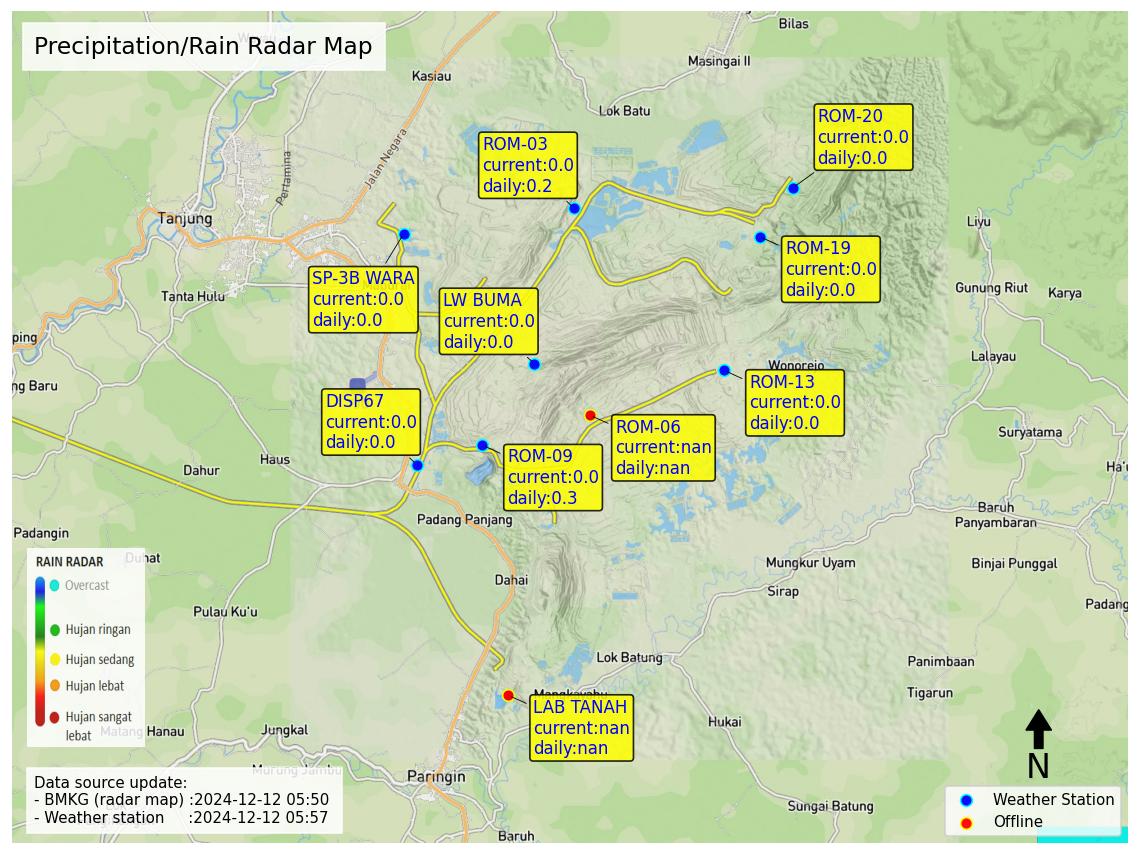 Precipitation/Rain Radar Map
Bilas
Masingai II
Kasiau
Lok Batu
Jalan Negara
Pertamina
Tanjung
Tanta Hulu
ROM-03
current:0.0
daily:0.2
ROM-20
current:0.0
daily:0.0
ROM-19
current:0.0
daily:0.0
SP-3B WARA
current:0.0
daily:0.0
LW BUMA
current:0.0
daily:0.0
Liyu
Gunung Riut
Karya
Lalayau
ping
ng Baru
Wonorejo
ROM-13
current:0.0
daily:0.0
DISP67
current:0.0
daily:0.0
ROM-06
current:nan
daily:nan
ROM-09
current:0.0
daily:0.3
Suryatama
Ha'u
Haus
Dahur
Padang Panjang
Baruh
Panyambaran
Padangin
Duhat
Binjai Punggal
Mungkur Uyam
Sirap
Padang
Dahai
Pulau Ku'u
RAIN RADAR
Overcast
Hujan ringan
Hujan sedang
Hujan lebat
Hujan sangat
lebat
Lok Batung
Panimbaan
Tigarun
Mangkayahu
LAB TANAH
current:nan
daily:nan
Hukai
Matang Hanau
Jungkal
Murung Jambu
Paringin
Sungai Batung
Baruh
N
Data source update:
- BMKG (radar map) :2024-12-12 05:50
- Weather station :2024-12-12 05:57
Weather Station
Offline